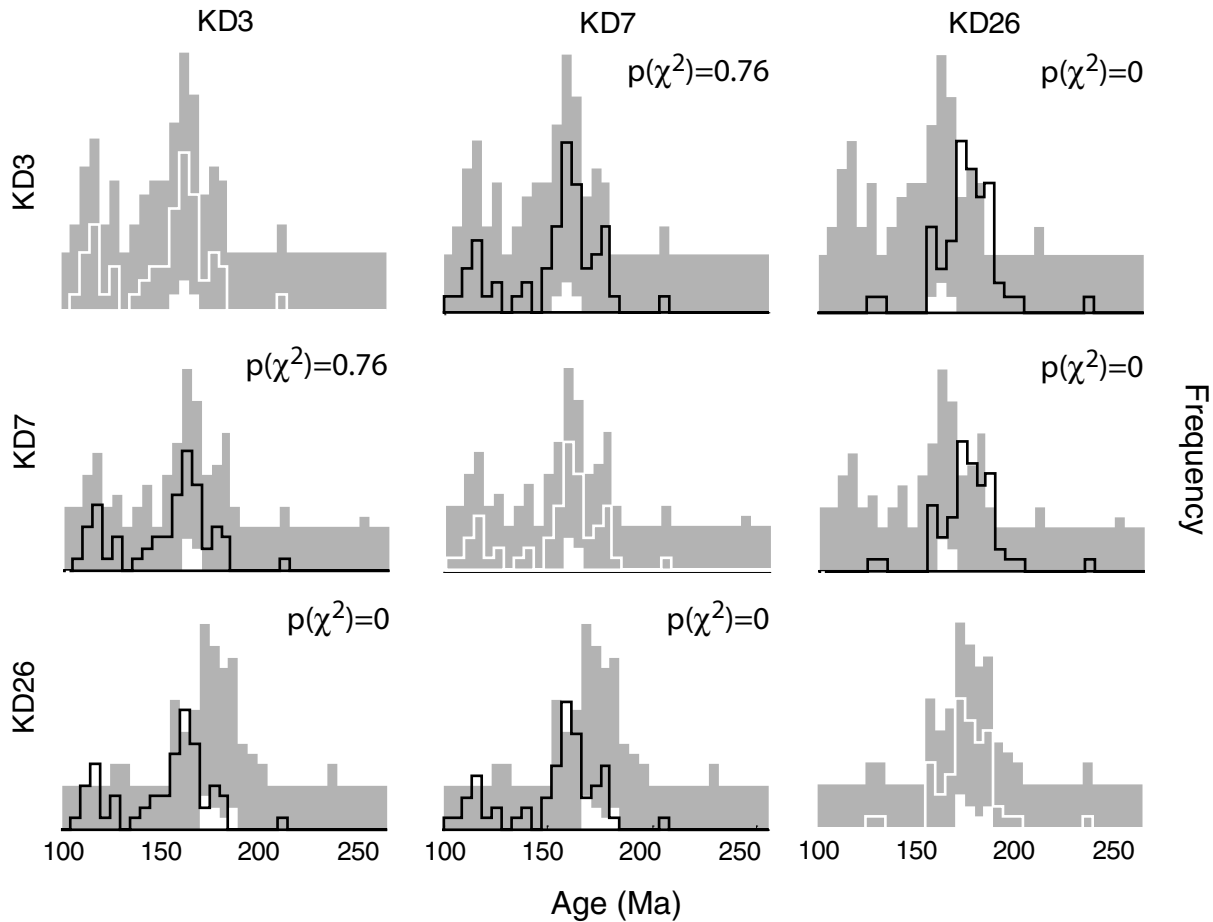 KD3
KD7
KD26
KD3
p(χ²)=0.76
p(χ²)=0
KD7
p(χ²)=0.76
p(χ²)=0
Frequency
KD26
p(χ²)=0
p(χ²)=0
100 150 200 250
100 150 200 250
100 150 200 250
Age (Ma)